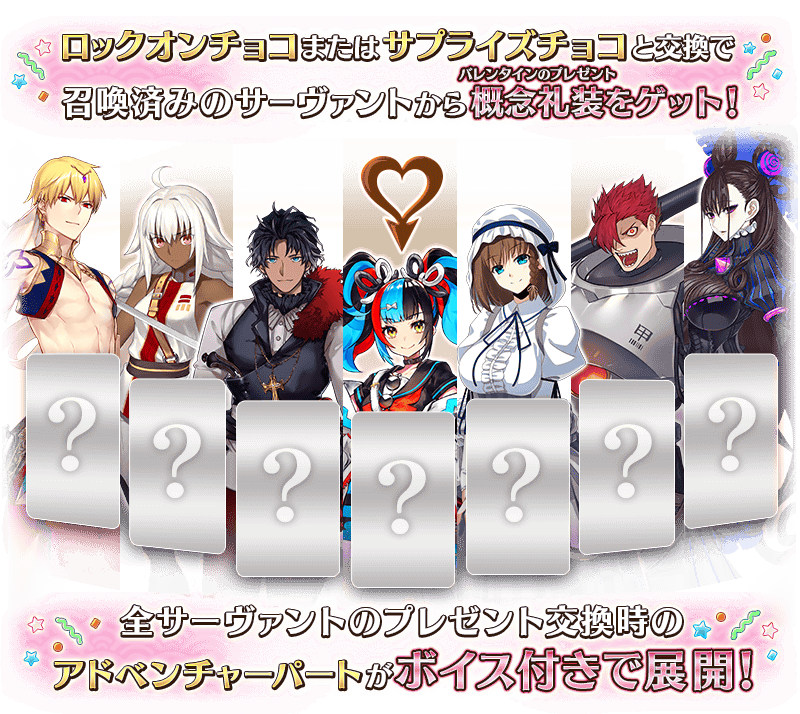 ロックオンチョコまたはサプライズチョコと交換で
バレンタインのプレゼント
召喚済みのサーヴァントから概念礼装をゲット!
甲
?
?
?
?
?
?
?
全サーヴァントのプレゼント交換時の
アドベンチャーパートがボイス付きで展開!